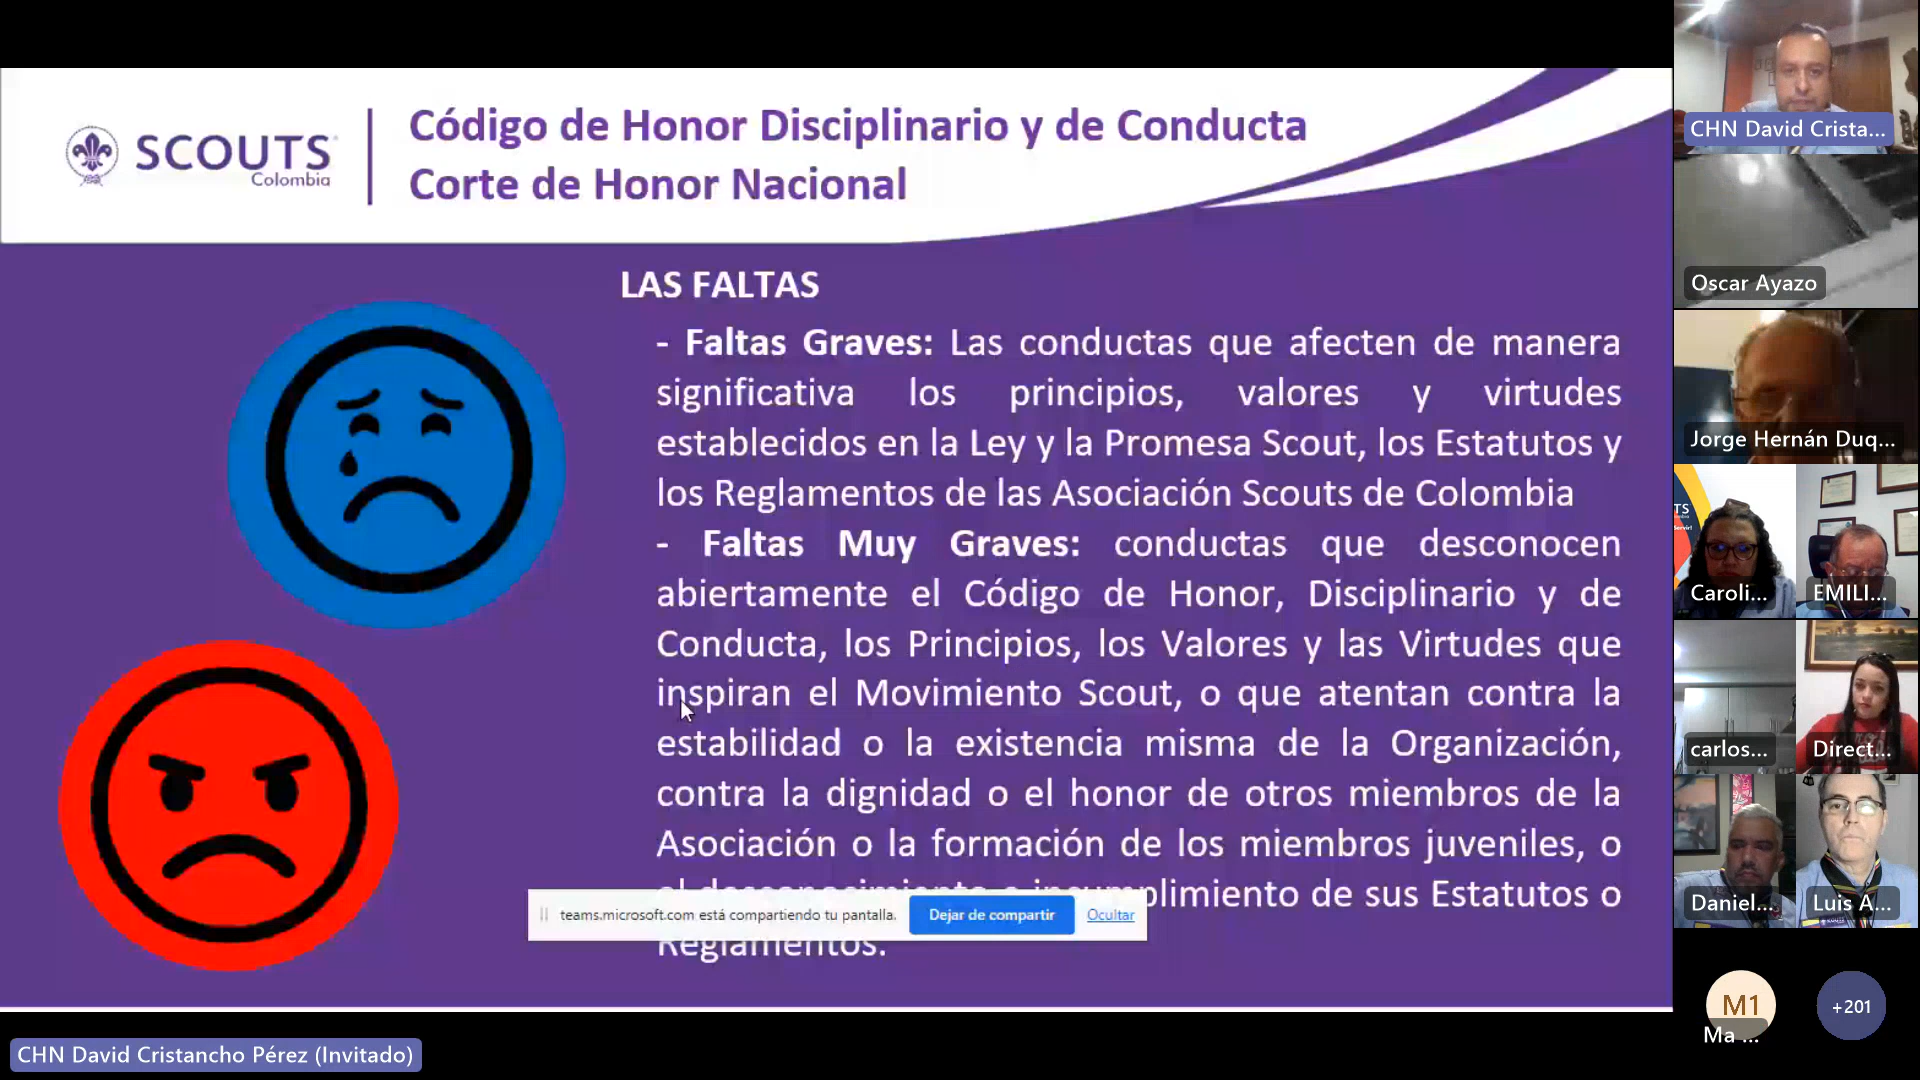 SCOUTS
Colombia
Código de Honor Disciplinario y de Conducta
Corte de Honor Nacional
LAS FALTAS
- Faltas Graves: Las conductas que afecten de manera
significativa los principios, valores y virtudes
establecidos en la Ley y la Promesa Scout, los Estatutos y
los Reglamentos de las Asociación Scouts de Colombia
- Faltas Muy Graves: conductas que desconocen
abiertamente el Código de Honor, Disciplinario y de
Conducta, los Principios, los Valores y las Virtudes que
inspiran el Movimiento Scout, o que atentan contra la
estabilidad o la existencia misma de la Organización,
contra la dignidad o el honor de otros miembros de la
Asociación o la formación de los miembros juveniles, o
el desconocimiento o incumplimiento de sus Estatutos o
Reglamentos.
teams.microsoft.com está compartiendo tu pantalla.
Dejar de compartir
Ocultar
CHN David Crista...
Oscar Ayazo
Jorge Hernán Duq...
Caroli...
EMILI...
carlos...
Direct...
Daniel...
Luis A...
M1
Ma ...
+201
CHN David Cristancho Pérez (Invitado)